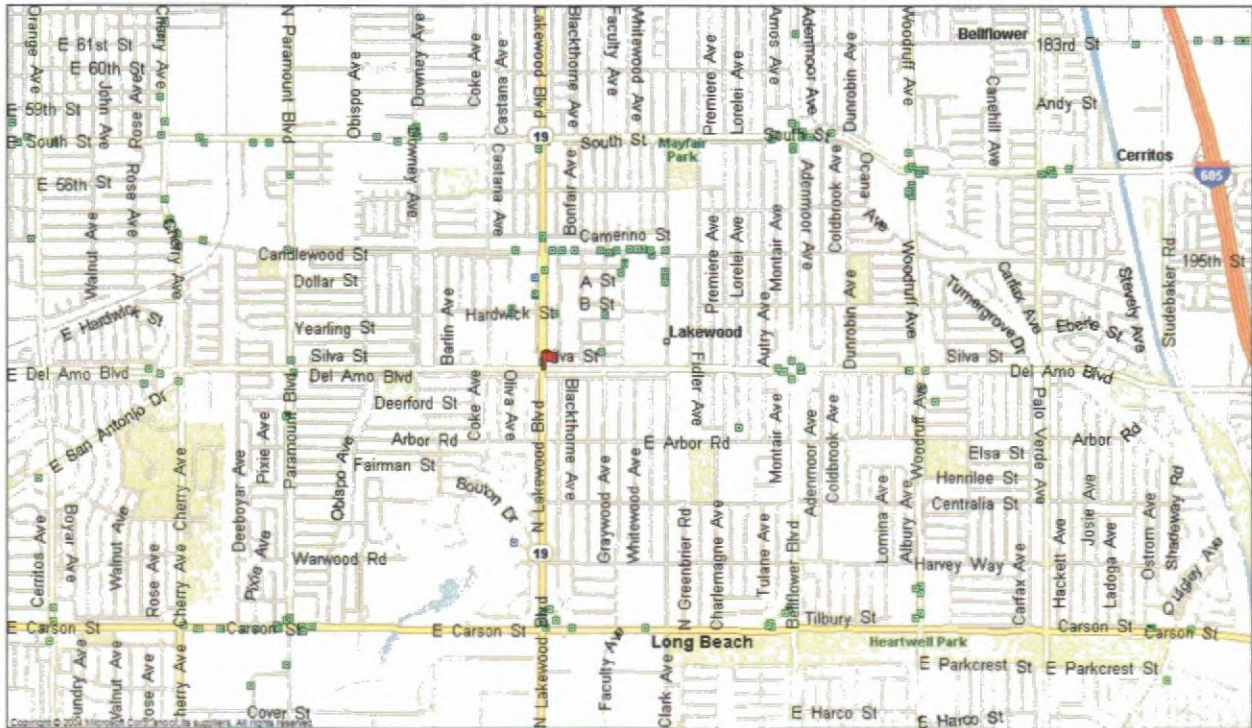 Orange Ave
E 61st St
E 60th St
John Ave
Rose Ave
Cherry Ave
N Paramount Blvd
Obispo Ave
Downey Ave
Coke Ave
Castana Ave
Lakewood Blvd
Blackthorne Ave
Faculty Ave
Whitewood Ave
Premiere Ave
Lorelei Ave
Amos Ave
Adenmoor Ave
Dunrobin Ave
Woodruff Ave
Bellflower
183rd St
Canehill Ave
Andy St
E 59th St
E South St
19
South St
Mayfair
Park
South St
Cerritos
605
E 56th St
Rose Ave
Walnut Ave
Cherry Ave
Downey Ave
Castana Ave
Bonfair Ave
Camerino St
Premiere Ave
Lorelei Ave
Montair Ave
Adenmoor Ave
Coldbrook Ave
Ocana Ave
Woodruff Ave
Studebaker Rd
195th St
Candlewood St
Dollar St
A St
B St
E Hardwick St
Hardwick St
Yearling St
Barlin Ave
Lakewood
Autry Ave
Dunrobin Ave
Turnergrove Dr
Carfax Ave
Eberle St
Stevely Ave
Silva St
Silva St
Silva St
E Del Amo Blvd
Del Amo Blvd
Del Amo Blvd
E San Antonio Dr
Paramount Blvd
Deerford St
Coke Ave
Oliva Ave
N Lakewood Blvd
Blackthorne Ave
Fidler Ave
Arbor Rd
E Arbor Rd
Arbor Rd
Fairman St
Pixie Ave
Obispo Ave
Bouton Dr
Montair Ave
Adenmoor Ave
Coldbrook Ave
Woodruff Ave
Palo Verde Ave
Elsa St
Henrilee St
Centralia St
Cerritos Ave
Boyar Ave
Walnut Ave
Rose Ave
Cherry Ave
Cherry Ave
Deeboyar Ave
Pixie Ave
Warwood Rd
19
Graywood Ave
Whitewood Ave
N Greenbrier Rd
Charlemagne Ave
Tulane Ave
Bellflower Blvd
Lomina Ave
Albury Ave
Harvey Way
Carfax Ave
Hackett Ave
Josie Ave
Ladoga Ave
Ostrom Ave
Shadeway Rd
Quigley Ave
E Carson St
Carson St
E Carson St
Tilbury St
Carson St
Carson St
Long Beach
Heartwell Park
E Parkcrest St
E Parkcrest St
Walnut Ave
Rose Ave
Cherry Ave
Cover St
N Lakewood Blvd
Faculty Ave
Clark Ave
E Harco St
E Harco St